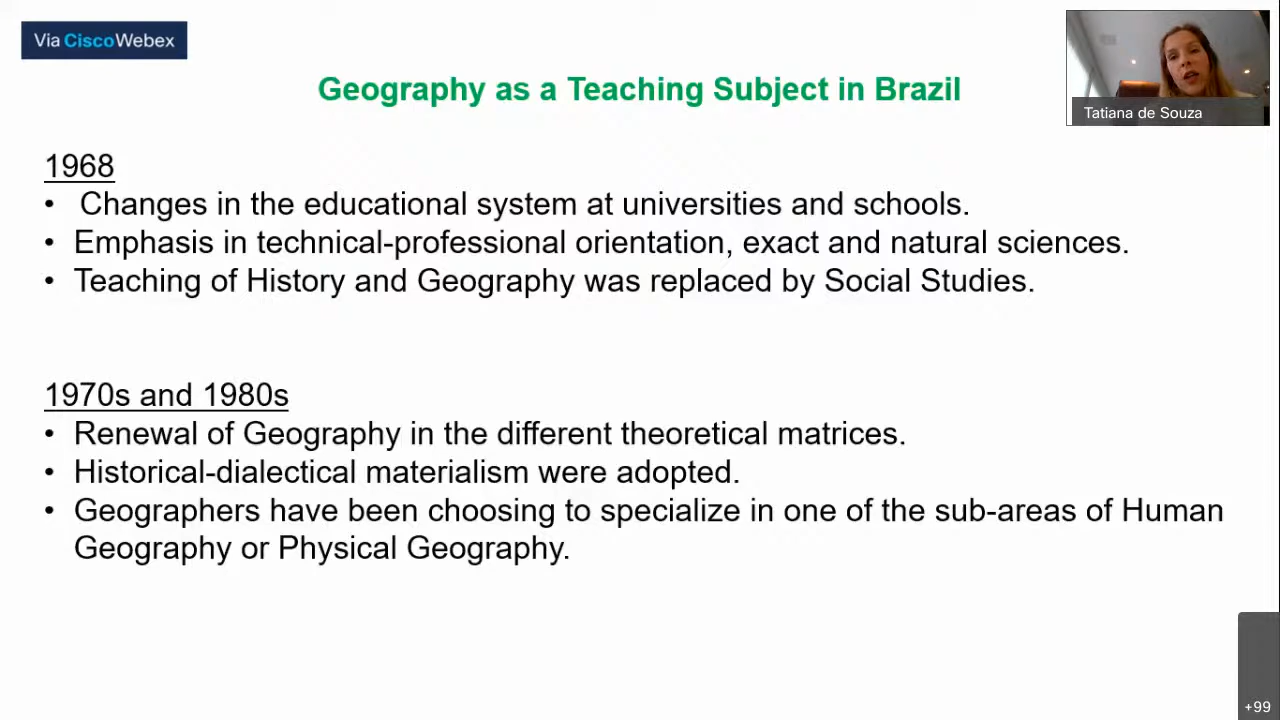 Via CiscoWebex
Geography as a Teaching Subject in Brazil
Tatiana de Souza
1968
• Changes in the educational system at universities and schools.
• Emphasis in technical-professional orientation, exact and natural sciences.
• Teaching of History and Geography was replaced by Social Studies.
1970s and 1980s
• Renewal of Geography in the different theoretical matrices.
• Historical-dialectical materialism were adopted.
• Geographers have been choosing to specialize in one of the sub-areas of Human
Geography or Physical Geography.
+99